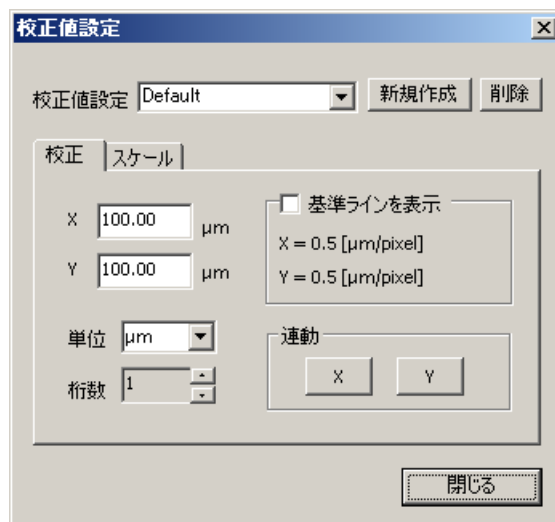 校正値設定
校正値設定 Default 新規作成 削除
校正 スケール
X 100.00 μm
Y 100.00 μm
基準ラインを表示
X = 0.5 [μm/pixel]
Y = 0.5 [μm/pixel]
単位 μm
桁数 1
連動
X Y
閉じる